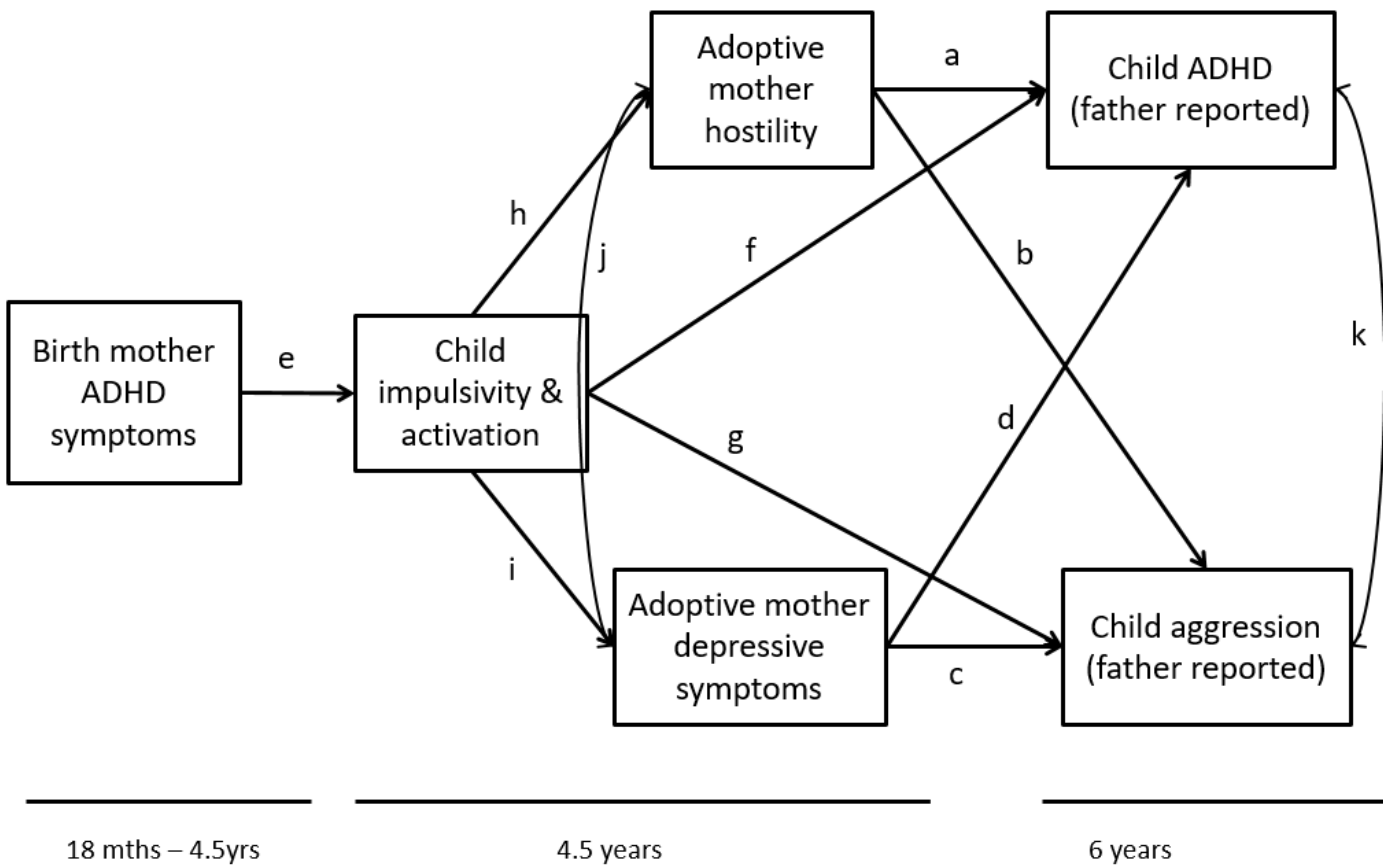 Adoptive
mother
hostility
a
Child ADHD
(father reported)
h
f
j
b
k
Birth mother
ADHD
symptoms
e
Child
impulsivity &
activation
g
d
i
Adoptive mother
depressive
symptoms
c
Child aggression
(father reported)
18 mths – 4.5yrs
4.5 years
6 years